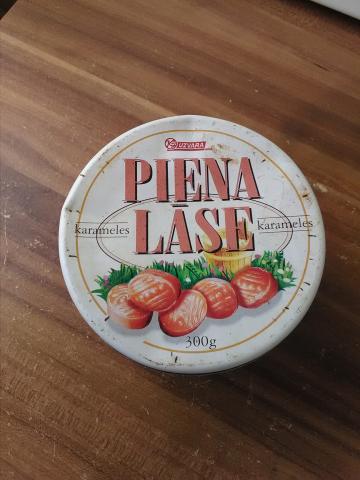 UZVARA
PIENA
karameles LĀSE karameles
300g